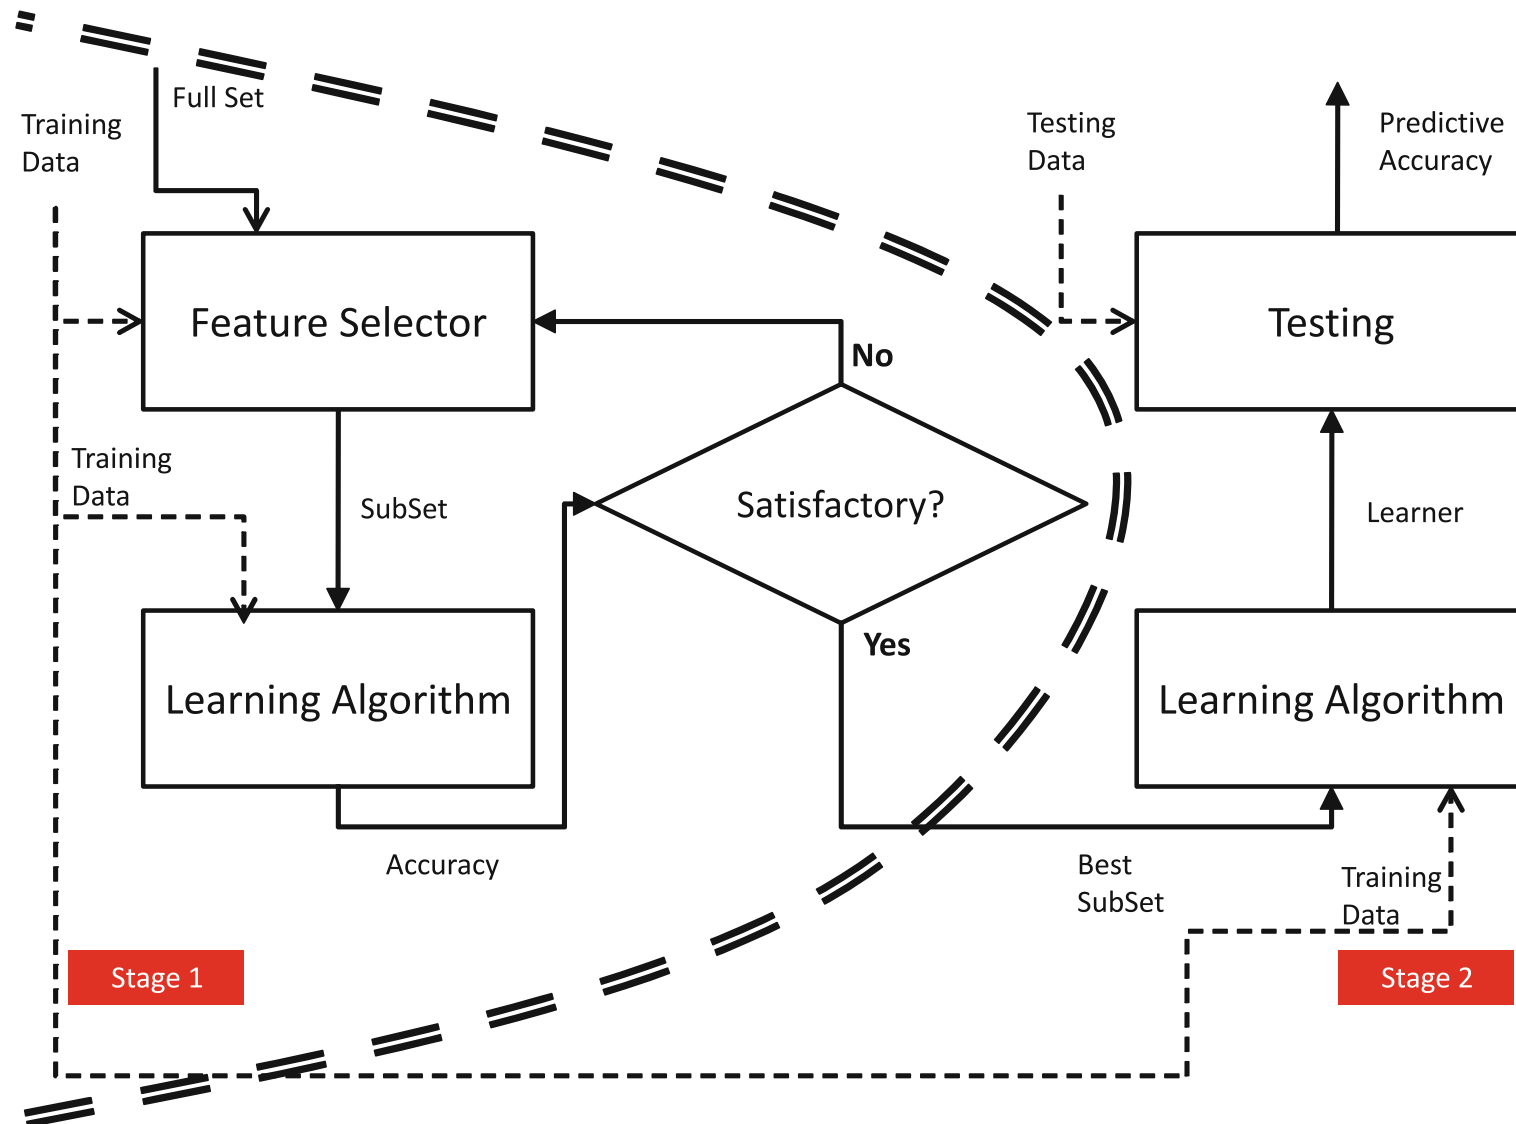 Full Set
Training
Data
Testing
Data
Predictive
Accuracy
Feature Selector
Testing
No
Training
Data
SubSet
Satisfactory?
Learner
Yes
Learning Algorithm
Learning Algorithm
Accuracy
Best
SubSet
Training
Data
Stage 1
Stage 2